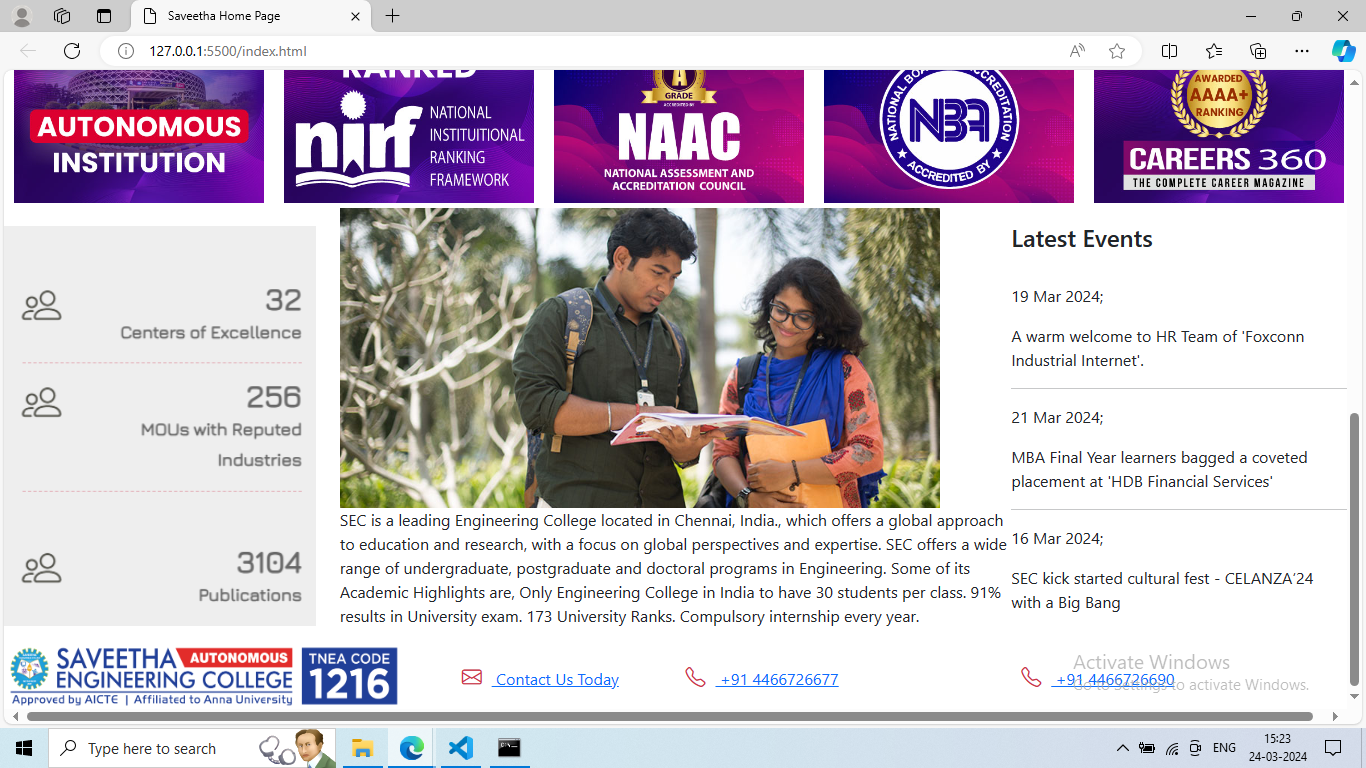 Saveetha Home Page
127.0.0.1:5500/index.html
AUTONOMOUS
INSTITUTION
RANKED
nirf
NATIONAL
INSTITUITIONAL
RANKING
FRAMEWORK
A
GRADE
ACCREDITED BY
NAAC
NATIONAL ASSESSMENT AND
ACCREDITATION COUNCIL
NATIONAL BOARD OF ACCREDITATION
NBA
★ ACCREDITED BY ★
AWARDED
AAAA+
RANKING
CAREERS 360
THE COMPLETE CAREER MAGAZINE
32
Centers of Excellence
256
MOUs with Reputed
Industries
3104
Publications
SEC is a leading Engineering College located in Chennai, India., which offers a global approach
to education and research, with a focus on global perspectives and expertise. SEC offers a wide
range of undergraduate, postgraduate and doctoral programs in Engineering. Some of its
Academic Highlights are, Only Engineering College in India to have 30 students per class. 91%
results in University exam. 173 University Ranks. Compulsory internship every year.
Latest Events
19 Mar 2024;
A warm welcome to HR Team of 'Foxconn
Industrial Internet'.
21 Mar 2024;
MBA Final Year learners bagged a coveted
placement at 'HDB Financial Services'
16 Mar 2024;
SEC kick started cultural fest - CELANZA’24
with a Big Bang
SAVEETHA AUTONOMOUS
ENGINEERING COLLEGE
Approved by AICTE | Affiliated to Anna University
TNEA CODE
1216
Contact Us Today
+91 4466726677
+91 4466726690
Activate Windows
Go to Settings to activate Windows.
Type here to search
ENG
15:23
24-03-2024